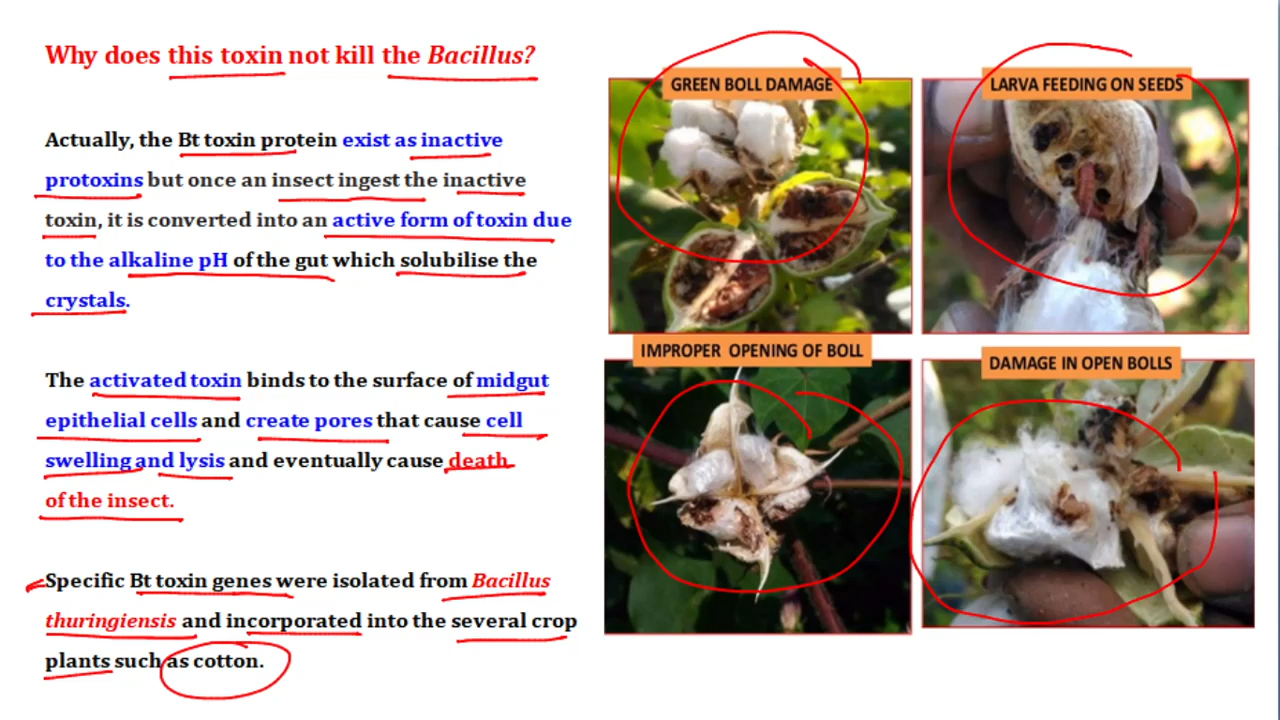 Why does this toxin not kill the Bacillus?
Actually, the Bt toxin protein exist as inactive
protoxins but once an insect ingest the inactive
toxin, it is converted into an active form of toxin due
to the alkaline pH of the gut which solubilise the
crystals.
The activated toxin binds to the surface of midgut
epithelial cells and create pores that cause cell
swelling and lysis and eventually cause death
of the insect.
Specific Bt toxin genes were isolated from Bacillus
thuringiensis and incorporated into the several crop
plants such as cotton.
GREEN BOLL DAMAGE
LARVA FEEDING ON SEEDS
IMPROPER OPENING OF BOLL
DAMAGE IN OPEN BOLLS